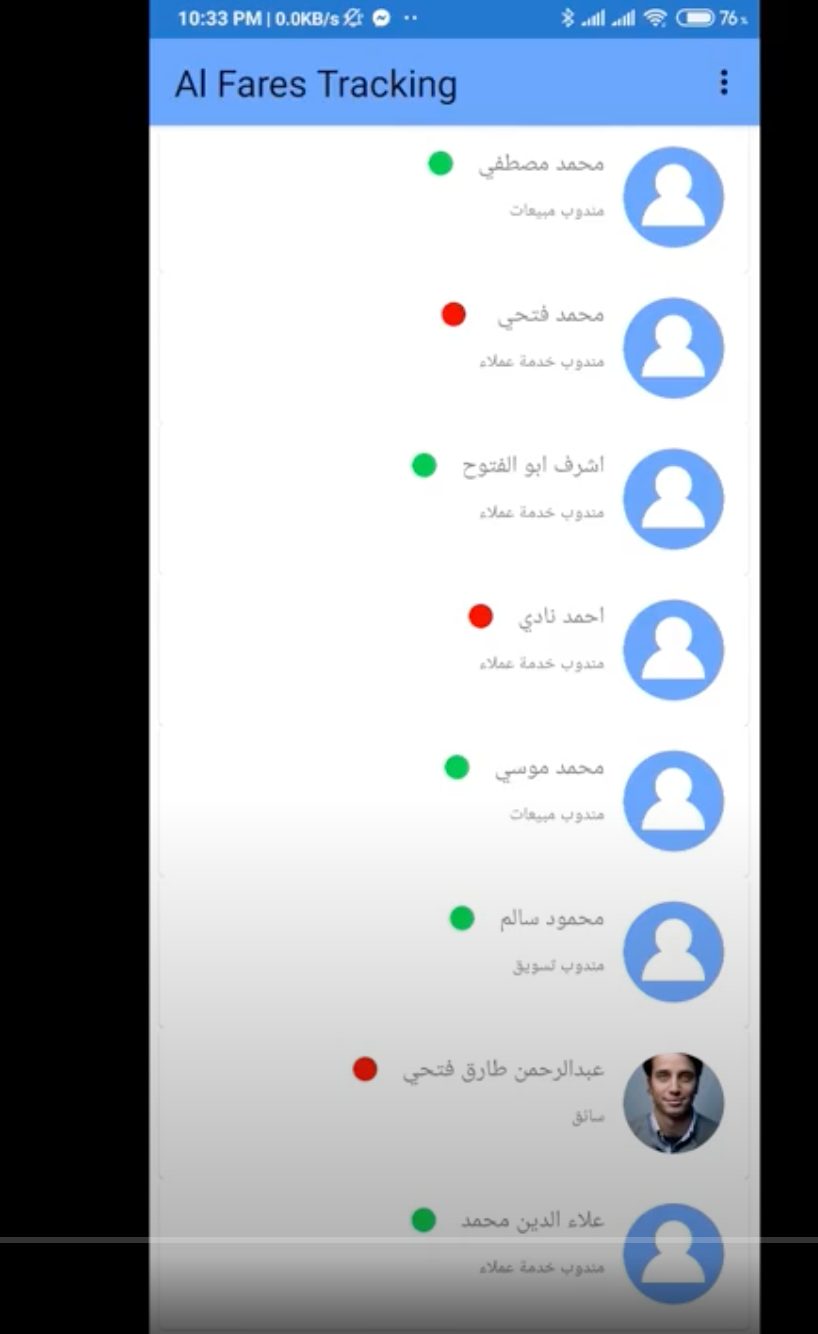 10:33 PM | 0.0KB/s
76%
Al Fares Tracking
محمد مصطفي
مندوب مبيعات
محمد فتحي
مندوب خدمة عملاء
اشرف ابو الفتوح
مندوب خدمة عملاء
احمد نادي
مندوب خدمة عملاء
محمد موسي
مندوب مبيعات
محمود سالم
مندوب تسويق
عبدالرحمن طارق فتحي
سائق
علاء الدين محمد
مندوب خدمة عملاء